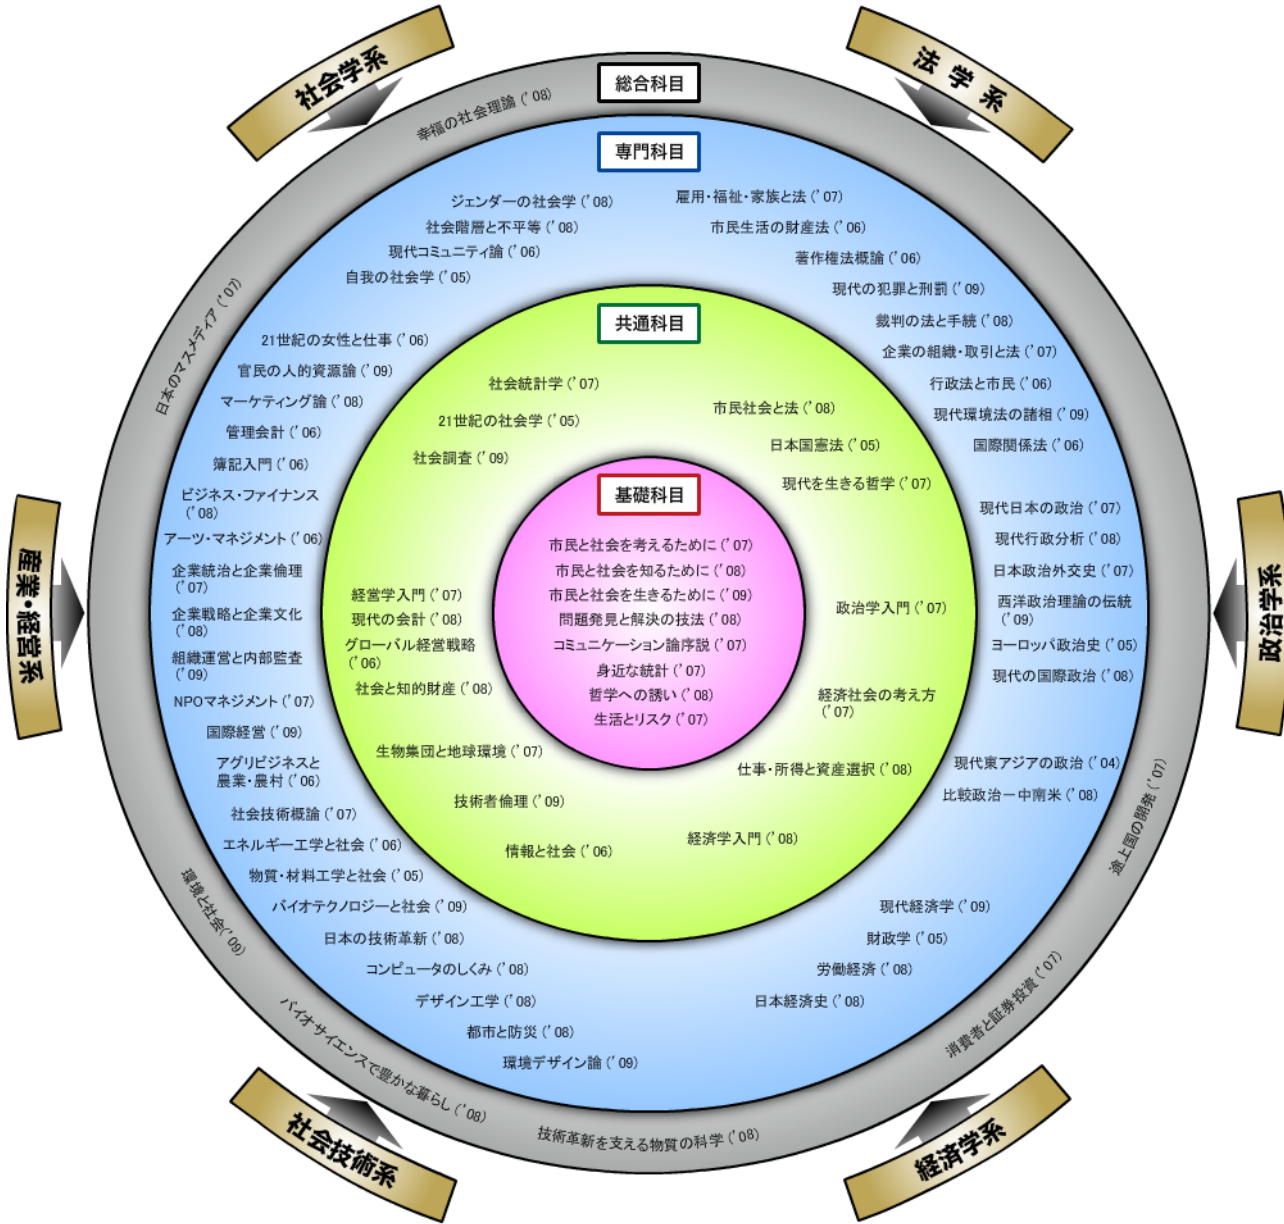 社会学系
法学系
総合科目
幸福の社会理論（’08）
日本のマスメディア（’07）
環境と社会（’09）
バイオサイエンスで豊かな暮らし（’08）
技術革新を支える物質の科学（’08）
消費者と証券投資（’07）
途上国の開発（’07）
専門科目
ジェンダーの社会学（’08）
社会階層と不平等（’08）
現代コミュニティ論（’06）
自我の社会学（’05）
雇用・福祉・家族と法（’07）
市民生活の財産法（’06）
著作権法概論（’06）
現代の犯罪と刑罰（’09）
裁判の法と手続（’08）
企業の組織・取引と法（’07）
行政法と市民（’06）
現代環境法の諸相（’09）
国際関係法（’06）
21世紀の女性と仕事（’06）
官民の人的資源論（’09）
マーケティング論（’08）
管理会計（’06）
簿記入門（’06）
ビジネス・ファイナンス
（’08）
アーツ・マネジメント（’06）
企業統治と企業倫理
（’07）
企業戦略と企業文化
（’08）
組織運営と内部監査
（’09）
NPOマネジメント（’07）
国際経営（’09）
アグリビジネスと
農業・農村（’06）
社会技術概論（’07）
エネルギー工学と社会（’06）
物質・材料工学と社会（’05）
バイオテクノロジーと社会（’09）
日本の技術革新（’08）
コンピュータのしくみ（’08）
デザイン工学（’08）
都市と防災（’08）
環境デザイン論（’09）
現代日本の政治（’07）
現代行政分析（’08）
日本政治外交史（’07）
西洋政治理論の伝統
（’09）
ヨーロッパ政治史（’05）
現代の国際政治（’08）
現代東アジアの政治（’04）
比較政治－中南米（’08）
現代経済学（’09）
財政学（’05）
労働経済（’08）
日本経済史（’08）
共通科目
社会統計学（’07）
21世紀の社会学（’05）
社会調査（’09）
市民社会と法（’08）
日本国憲法（’05）
現代を生きる哲学（’07）
経営学入門（’07）
現代の会計（’08）
グローバル経営戦略
（’06）
社会と知的財産（’08）
生物集団と地球環境（’07）
技術者倫理（’09）
情報と社会（’06）
政治学入門（’07）
経済社会の考え方
（’07）
仕事・所得と資産選択（’08）
経済学入門（’08）
基礎科目
市民と社会を考えるために（’07）
市民と社会を知るために（’08）
市民と社会を生きるために（’09）
問題発見と解決の技法（’08）
コミュニケーション論序説（’07）
身近な統計（’07）
哲学への誘い（’08）
生活とリスク（’07）
産業・経営系
政治学系
社会技術系
経済学系